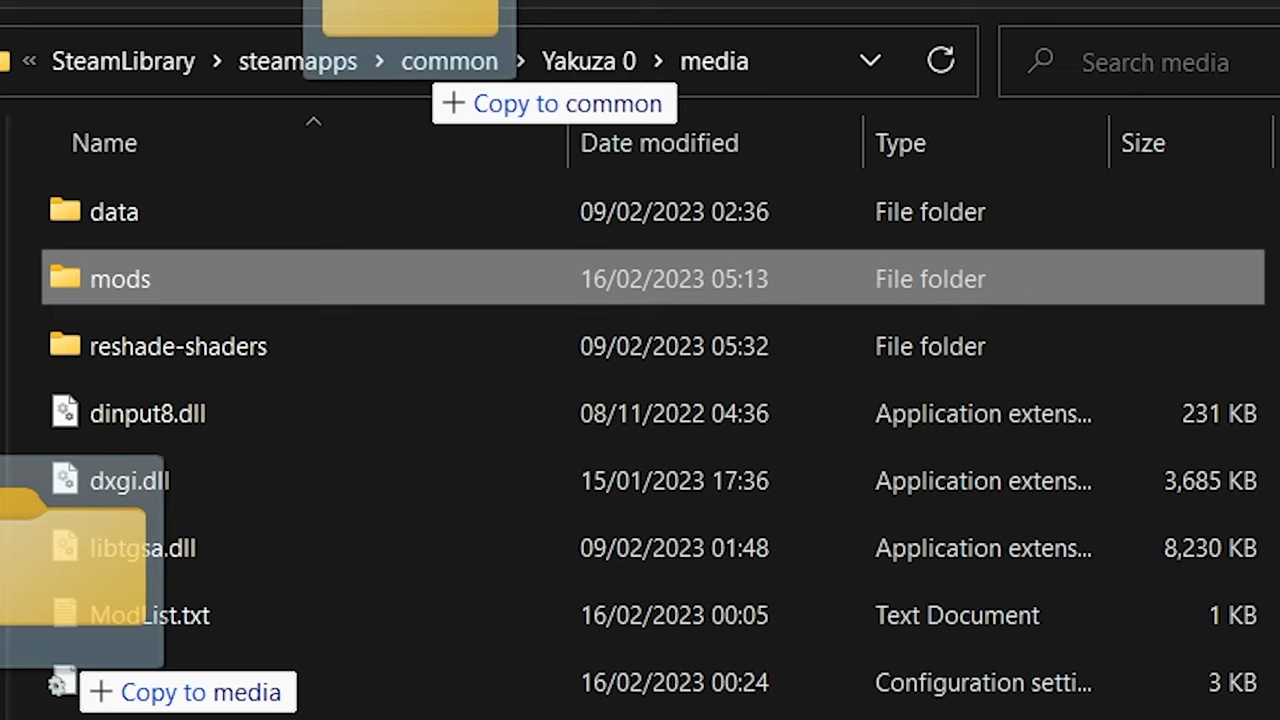 « SteamLibrary > steamapps > common > Yakuza 0 > media Search media
+ Copy to common
Name Date modified Type Size
data 09/02/2023 02:36 File folder
mods 16/02/2023 05:13 File folder
reshade-shaders 09/02/2023 05:32 File folder
dinput8.dll 08/11/2022 04:36 Application extens... 231 KB
dxgi.dll 15/01/2023 17:36 Application extens... 3,685 KB
libtgsa.dll 09/02/2023 01:48 Application extens... 8,230 KB
ModList.txt 16/02/2023 00:05 Text Document 1 KB
16/02/2023 00:24 Configuration setti... 3 KB
+ Copy to media